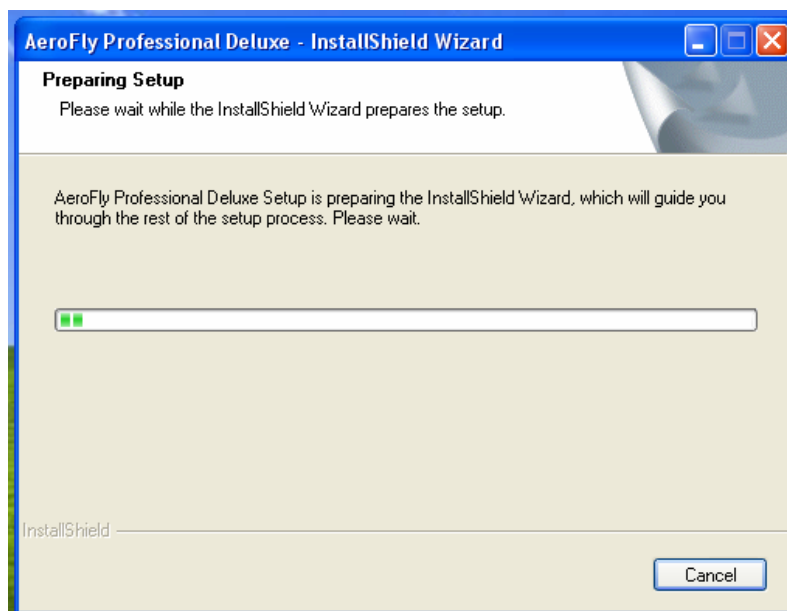 AeroFly Professional Deluxe - InstallShield Wizard
Preparing Setup
Please wait while the InstallShield Wizard prepares the setup.
AeroFly Professional Deluxe Setup is preparing the InstallShield Wizard, which will guide you
through the rest of the setup process. Please wait.
InstallShield
Cancel